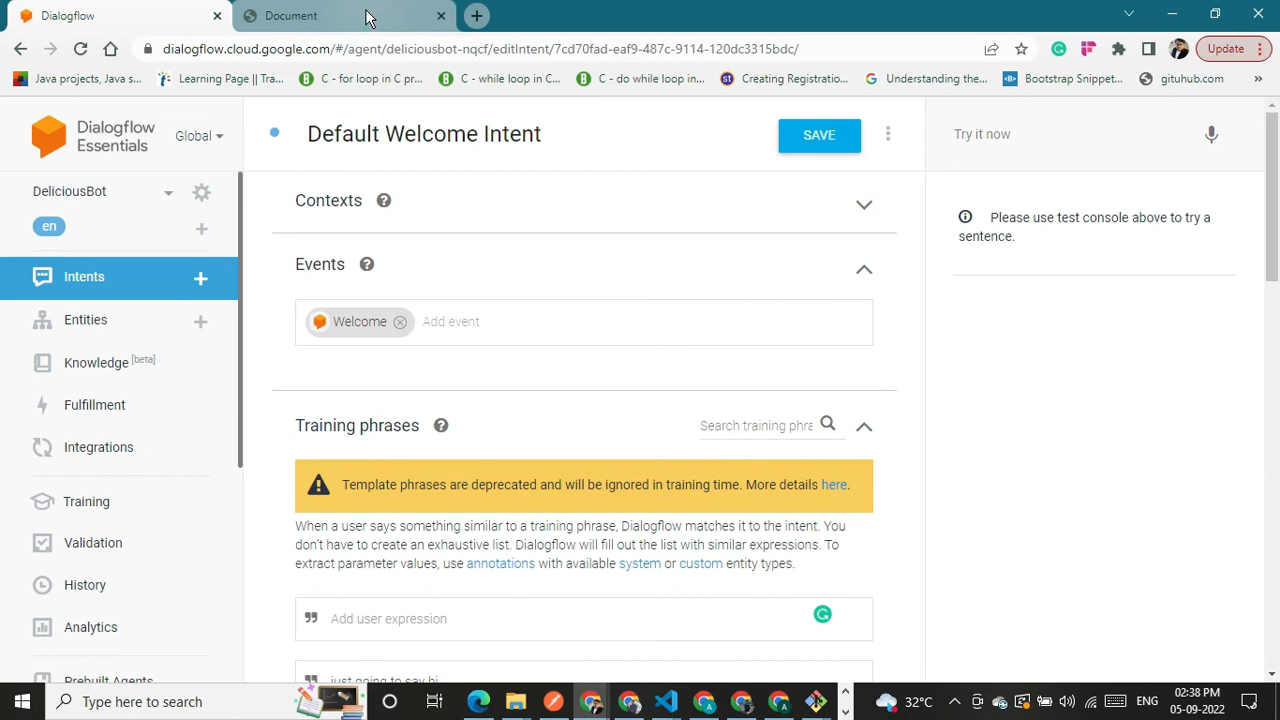 Dialogflow
Document
dialogflow.cloud.google.com/#/agent/deliciousbot-nqcf/editIntent/7cd70fad-eaf9-487c-9114-120dc3315bdc/
Update
Java projects, Java s...
Learning Page || Tra...
C - for loop in C pr...
C - while loop in C...
C - do while loop in...
Creating Registratio...
Understanding the...
Bootstrap Snippet...
gituhub.com
»
Dialogflow
Essentials
Global
Default Welcome Intent
SAVE
Try it now
DeliciousBot
en
Contexts
Please use test console above to try a
sentence.
Intents
Events
Entities
Welcome
Add event
Knowledge [beta]
Fulfillment
Training phrases
Search training phra
Integrations
Template phrases are deprecated and will be ignored in training time. More details here.
Training
When a user says something similar to a training phrase, Dialogflow matches it to the intent. You
don't have to create an exhaustive list. Dialogflow will fill out the list with similar expressions. To
extract parameter values, use annotations with available system or custom entity types.
Validation
History
Add user expression
Analytics
just going to say hi
Prebuilt Agents
Type here to search
32°C
ENG
02:38 PM
05-09-2022